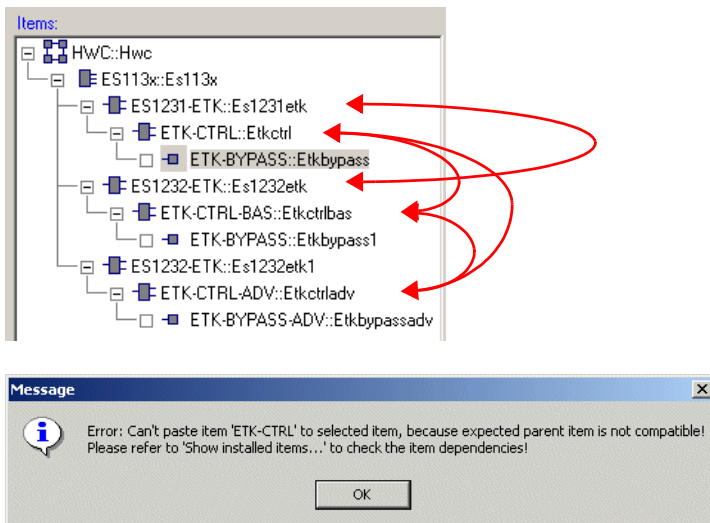 Items:
HWC::Hwc
ES113x::Es113x
ES1231-ETK::Es1231etk
ETK-CTRL::Etkctrl
ETK-BYPASS::Etkbypass
ES1232-ETK::Es1232etk
ETK-CTRL-BAS::Etkctrlbas
ETK-BYPASS::Etkbypass1
ES1232-ETK::Es1232etk1
ETK-CTRL-ADV::Etkctrladv
ETK-BYPASS-ADV::Etkbypassadv
Message
Error: Can't paste item 'ETK-CTRL' to selected item, because expected parent item is not compatible!
Please refer to 'Show installed items...' to check the item dependencies!
OK